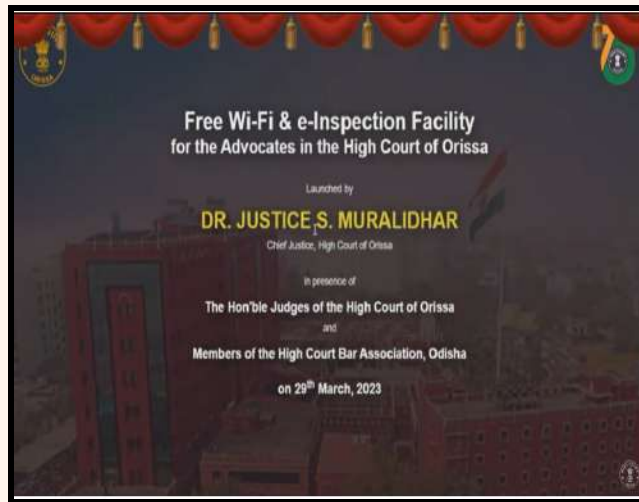 ORISSA
Free Wi-Fi & e-Inspection Facility
for the Advocates in the High Court of Orissa
Launched by
DR. JUSTICE S. MURALIDHAR
Chief Justice, High Court of Orissa
in presence of
The Hon'ble Judges of the High Court of Orissa
and
Members of the High Court Bar Association, Odisha
on 29th March, 2023